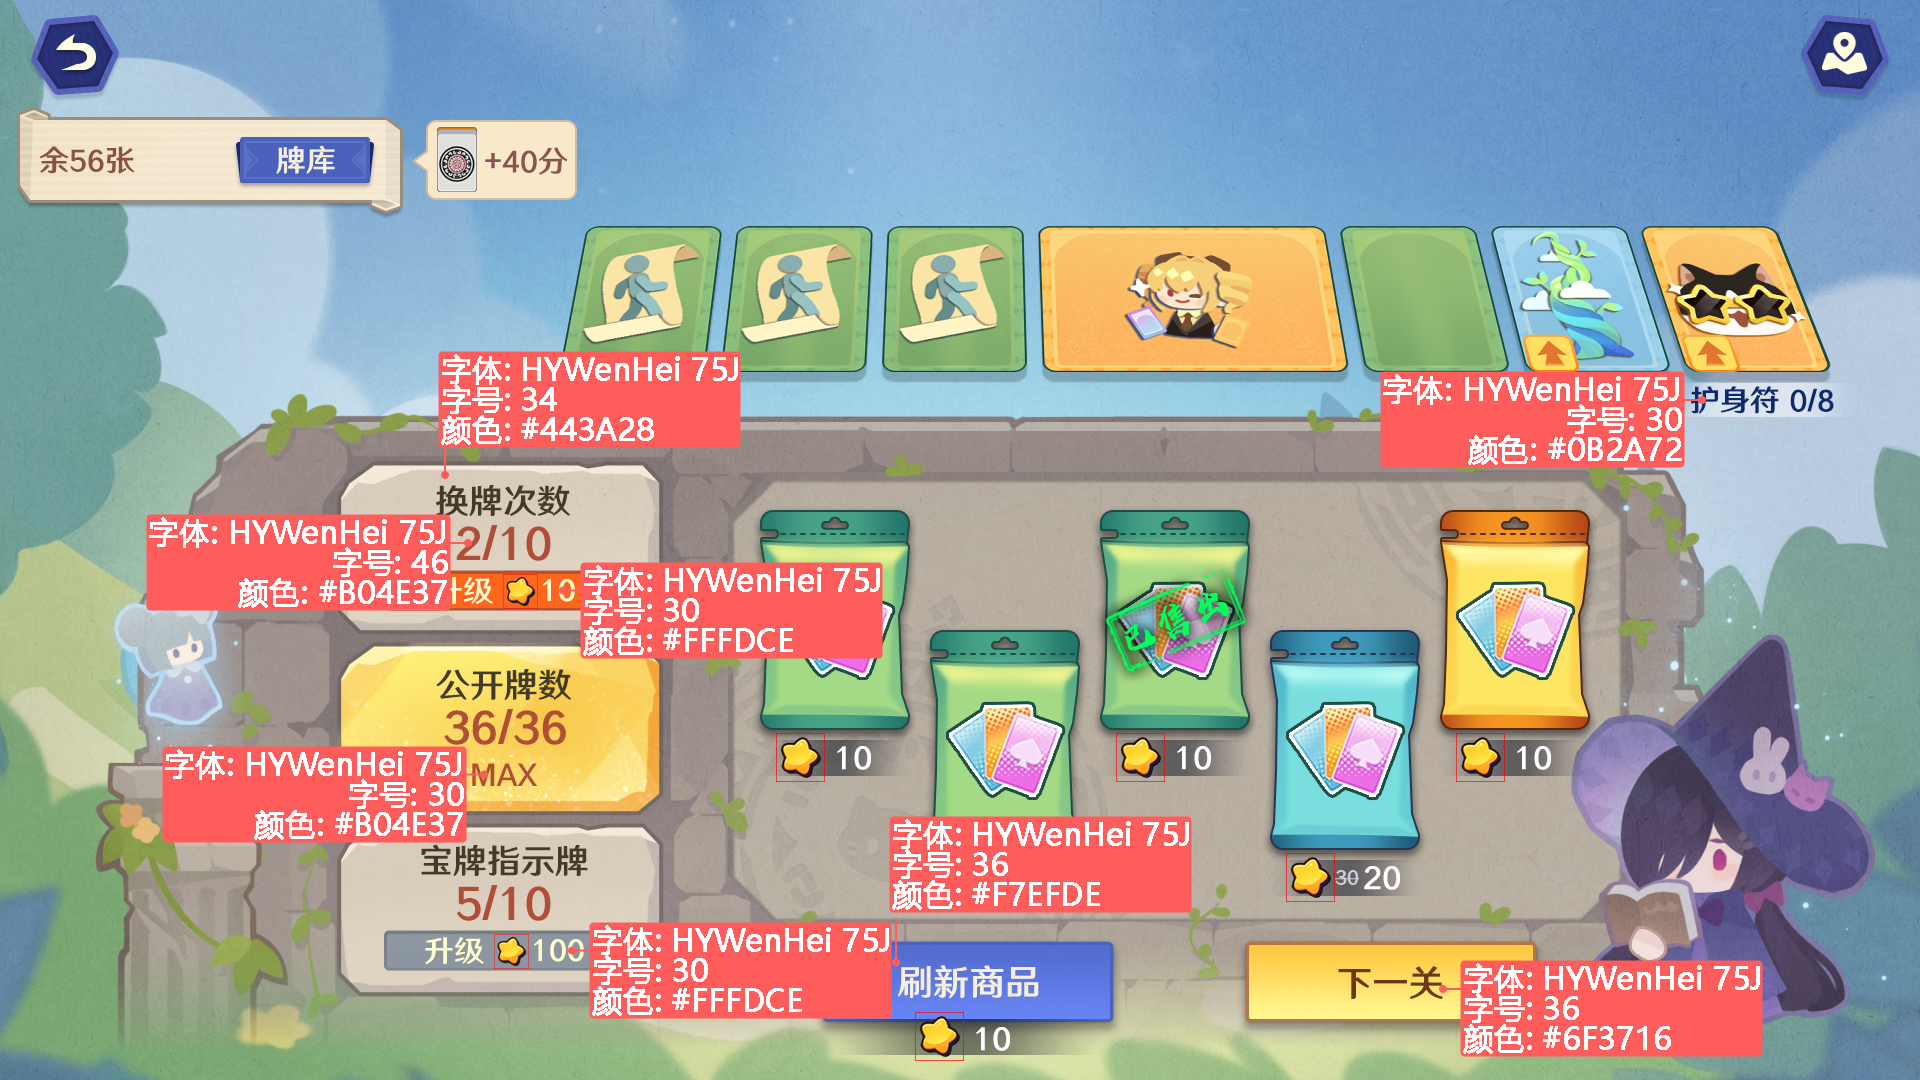 余56张
牌库
+40分
字体: HYWenHei 75J
字号: 34
颜色: #443A28
字体: HYWenHei 75J
字号: 30
颜色: #0B2A72
护身符 0/8
换牌次数
2/10
字体: HYWenHei 75J
字号: 46
颜色: #B04E37
升级 10
字体: HYWenHei 75J
字号: 30
颜色: #FFFDCE
公开牌数
36/36
MAX
字体: HYWenHei 75J
字号: 30
颜色: #B04E37
宝牌指示牌
5/10
升级 100
字体: HYWenHei 75J
字号: 30
颜色: #FFFDCE
已售出
10
10
10
30 20
字体: HYWenHei 75J
字号: 36
颜色: #F7EFDE
刷新商品
10
下一关
字体: HYWenHei 75J
字号: 36
颜色: #6F3716